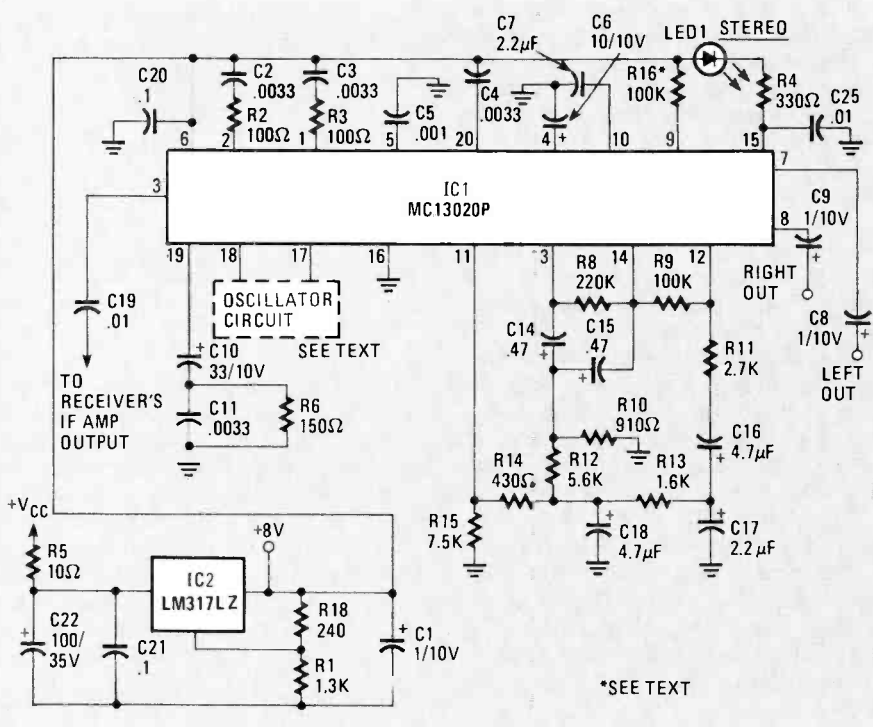 C7
2.2µF
C6
10/10V
LED1 STEREO
C20
.1
C2
.0033
C3
.0033
R16*
100K
R4
330Ω
C25
.01
R2
100Ω
R3
100Ω
C5
.001
C4
.0033
6
2
1
5
20
4
+
10
9
15
7
3
IC1
MC13020P
8
C9
1/10V
+
19
18
17
16
11
3
14
12
RIGHT
OUT
OSCILLATOR
CIRCUIT
SEE TEXT
R8
220K
R9
100K
C19
.01
C14
.47
+
C15
.47
+
C8
1/10V
+
LEFT
OUT
+
C10
33/10V
R11
2.7K
TO
RECEIVER'S
IF AMP
OUTPUT
C11
.0033
R6
150Ω
R10
910Ω
C16
4.7µF
+
R14
430Ω*
R12
5.6K
R13
1.6K
R15
7.5K
+
C18
4.7µF
+
C17
2.2µF
+VCC
+8V
R5
10Ω
IC2
LM317LZ
R18
240
+
C22
100/
35V
C21
.1
R1
1.3K
+
C1
1/10V
*SEE TEXT